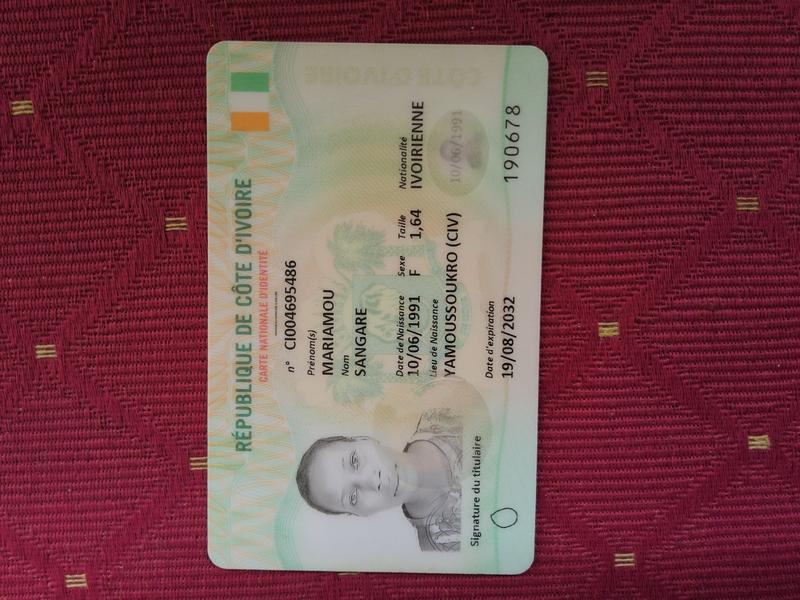 RÉPUBLIQUE DE CÔTE D'IVOIRE
CARTE NATIONALE D'IDENTITÉ
n° CI004695486
Prénom(s)
MARIAMOU
Nom
SANGARE
Date de Naissance Sexe Taille Nationalité
10/06/1991 F 1,64 IVOIRIENNE
Lieu de Naissance
YAMOUSSOUKRO (CIV)
10/06/1991
Date d'expiration
19/08/2032
190678
Signature du titulaire
CÔTE D'IVOIRE